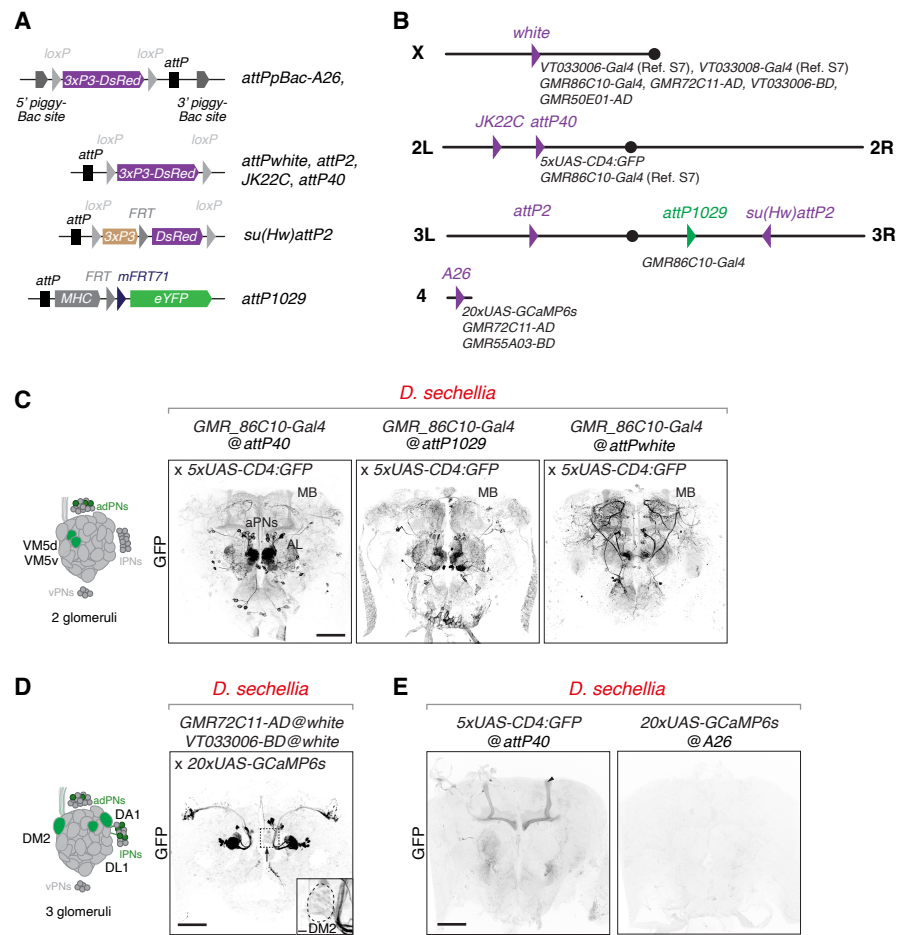 A
loxP
loxP
attP
3xP3-DsRed
attPpBac-A26,
5' piggy-
Bac site
3' piggy-
Bac site
loxP
loxP
attP
3xP3-DsRed
attPwhite, attP2,
JK22C, attP40
loxP
FRT
loxP
attP
3xP3
DsRed
su(Hw)attP2
attP
FRT
mFRT71
MHC
eYFP
attP1029
B
white
X
VT033006-Gal4 (Ref. S7), VT033008-Gal4 (Ref. S7)
GMR86C10-Gal4, GMR72C11-AD, VT033006-BD,
GMR50E01-AD
JK22C attP40
2L
2R
5xUAS-CD4:GFP
GMR86C10-Gal4 (Ref. S7)
attP2
attP1029
su(Hw)attP2
3L
3R
GMR86C10-Gal4
A26
4
20xUAS-GCaMP6s
GMR72C11-AD
GMR55A03-BD
C
D. sechellia
GMR_86C10-Gal4
@attP40
GMR_86C10-Gal4
@attP1029
GMR_86C10-Gal4
@attPwhite
x 5xUAS-CD4:GFP
x 5xUAS-CD4:GFP
x 5xUAS-CD4:GFP
MB
MB
MB
aPNs
AL
GFP
adPNs
VM5d
VM5v
lPNs
vPNs
2 glomeruli
D
D. sechellia
GMR72C11-AD@white
VT033006-BD@white
x 20xUAS-GCaMP6s
GFP
DM2
adPNs
DA1
DM2
lPNs
DL1
vPNs
3 glomeruli
E
D. sechellia
5xUAS-CD4:GFP
@attP40
20xUAS-GCaMP6s
@A26
GFP